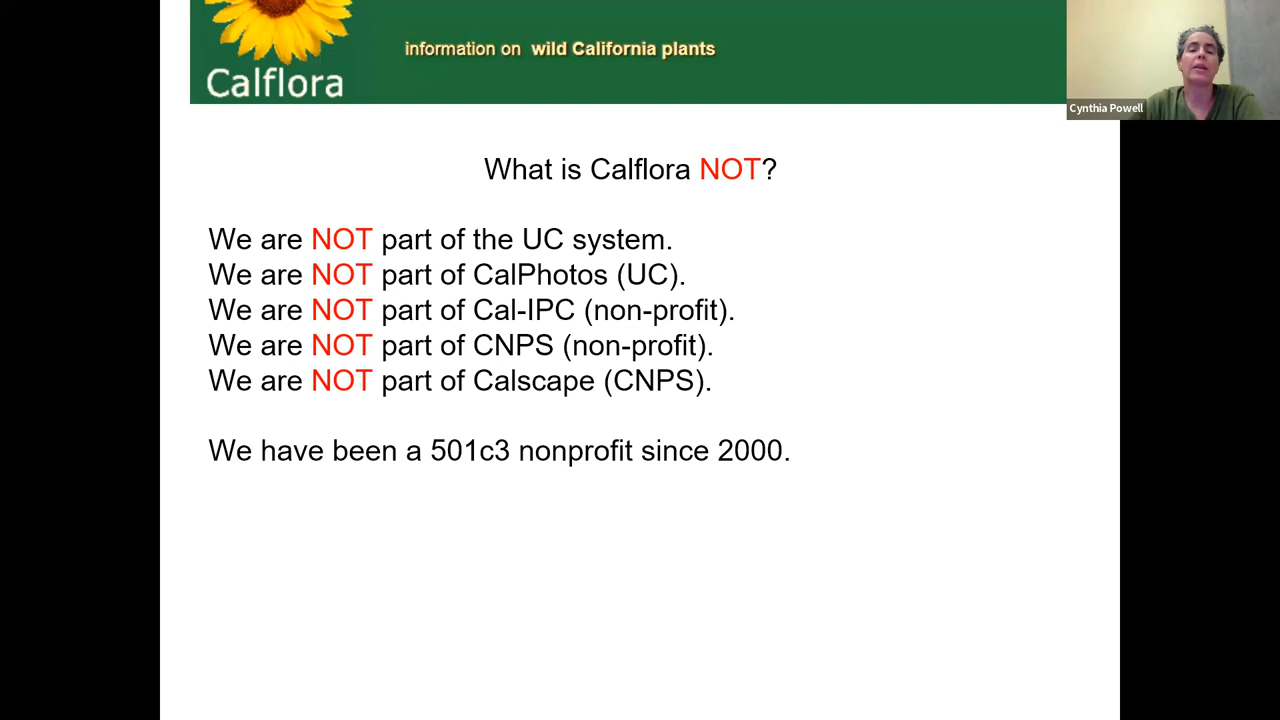 information on wild California plants
Calflora
Cynthia Powell
What is Calflora NOT?
We are NOT part of the UC system.
We are NOT part of CalPhotos (UC).
We are NOT part of Cal-IPC (non-profit).
We are NOT part of CNPS (non-profit).
We are NOT part of Calscape (CNPS).
We have been a 501c3 nonprofit since 2000.